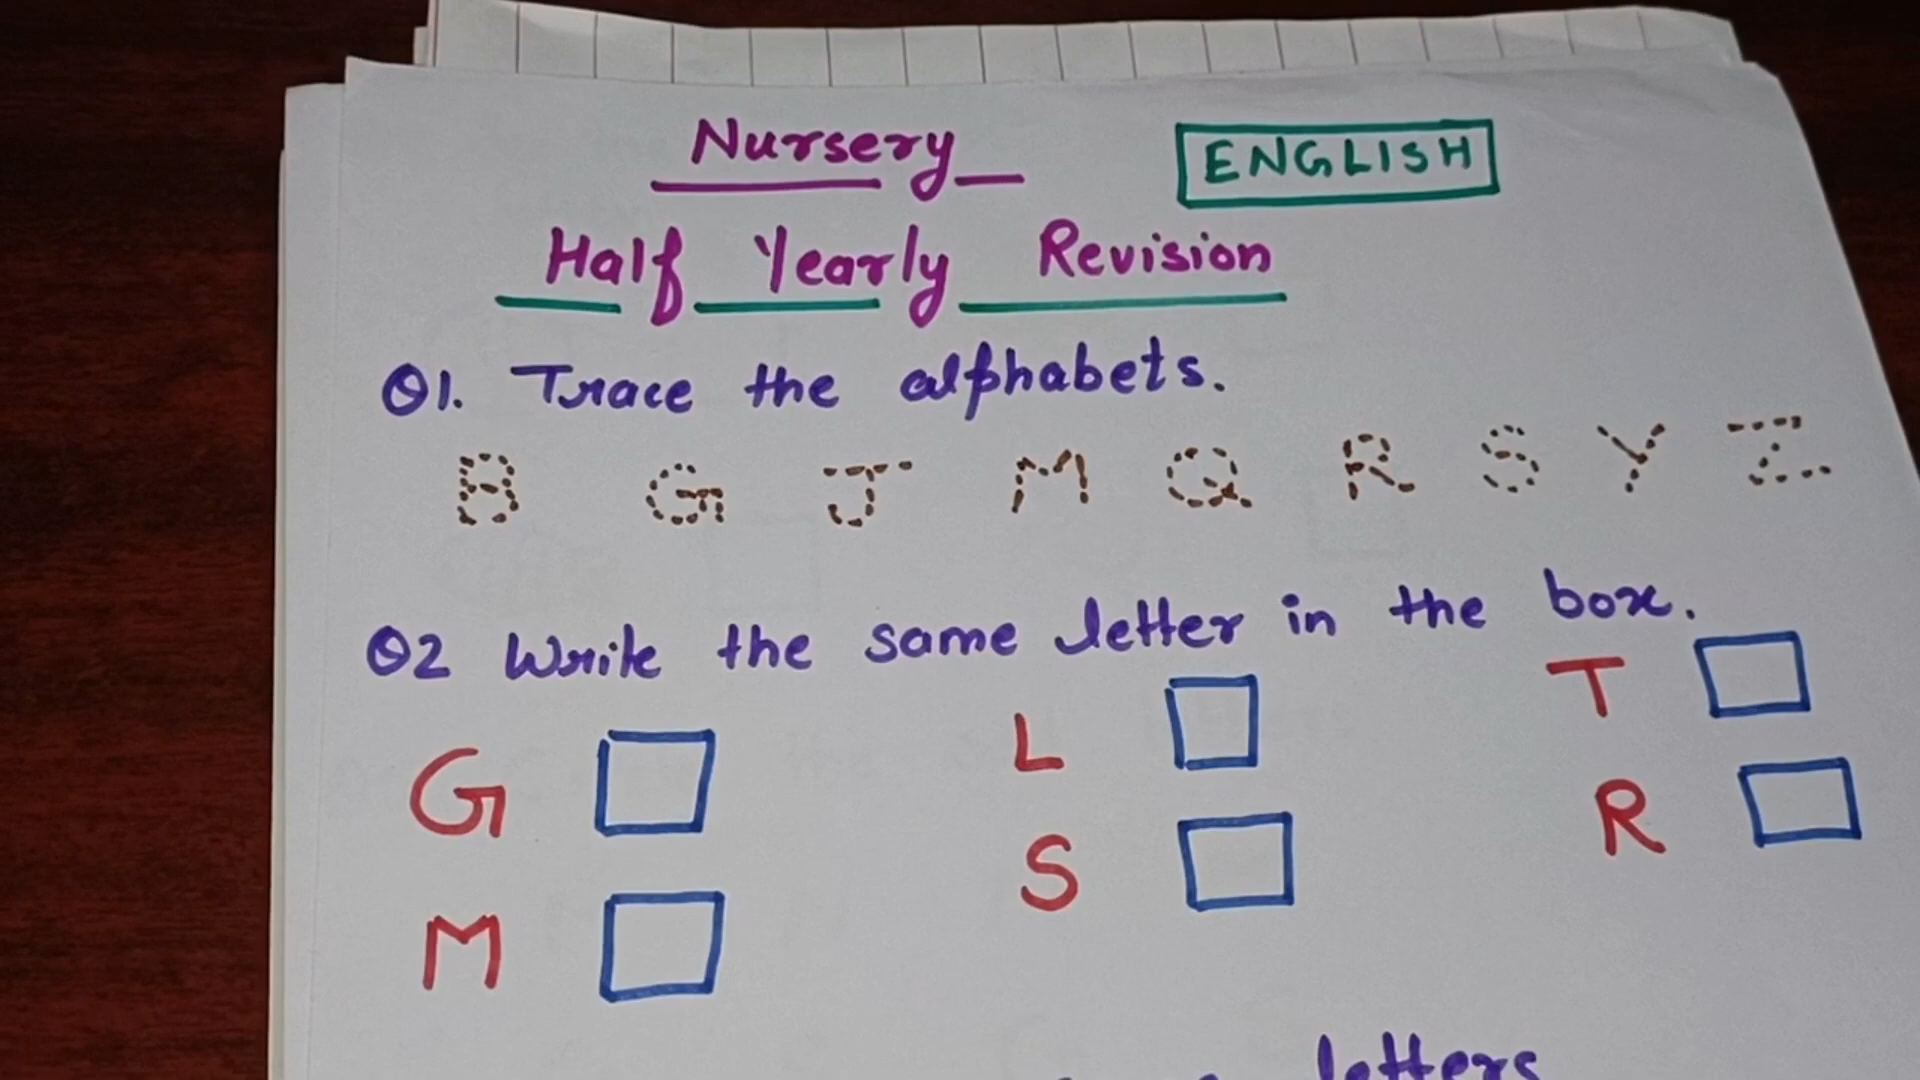 Nursery
ENGLISH
Half Yearly Revision
Q1. Trace the alphabets.
B G J M Q R S Y Z
Q2 Write the same letter in the box.
G L T
M S R
letters